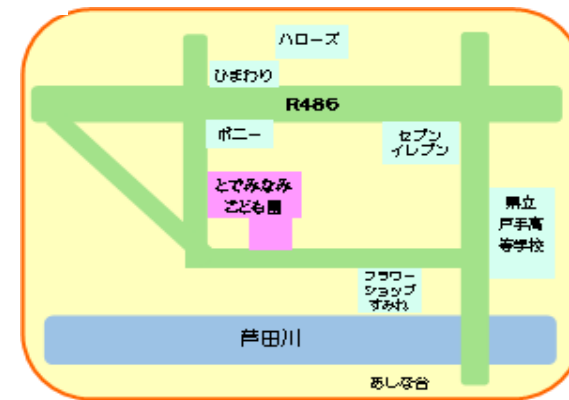 ハローズ
ひまわり
R486
ポニー
セブン
イレブン
とでみなみ
こども園
県立
戸手高
等学校
フラワー
ショップ
すみれ
芦田川
あしな台